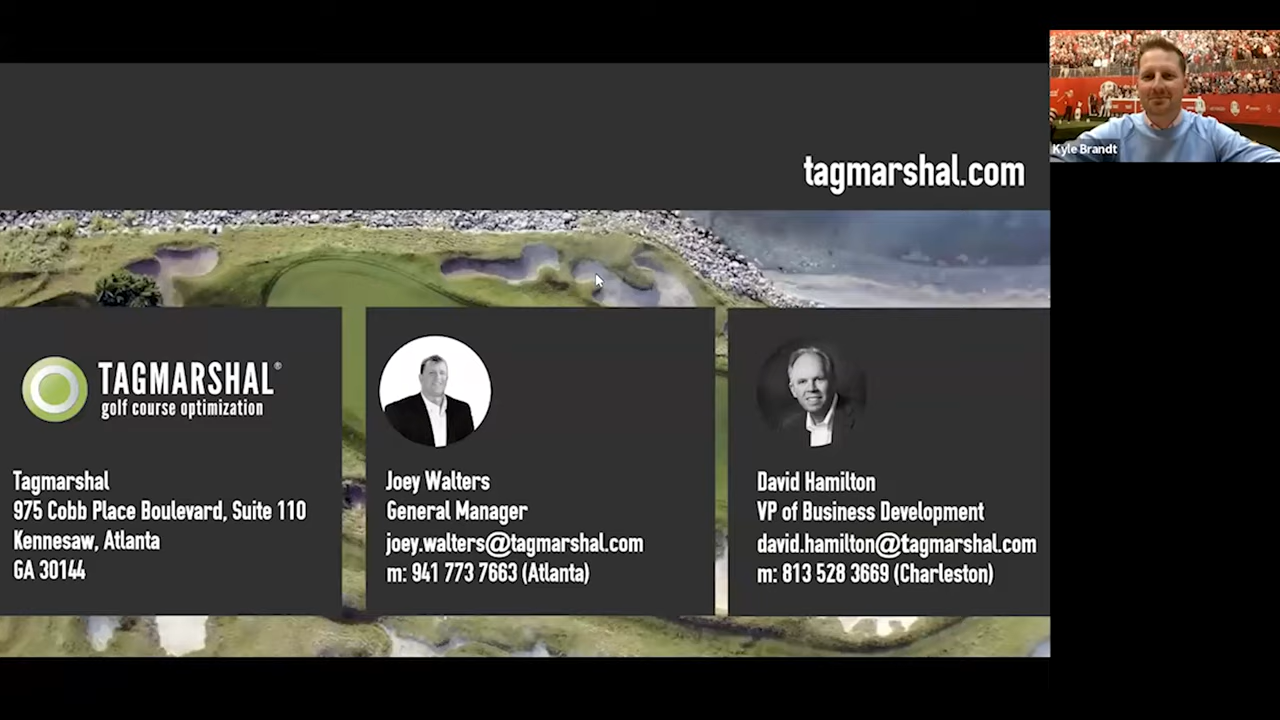 tagmarshal.com
Kyle Brandt
TAGMARSHAL®
golf course optimization
Tagmarshal
975 Cobb Place Boulevard, Suite 110
Kennesaw, Atlanta
GA 30144
Joey Walters
General Manager
joey.walters@tagmarshal.com
m: 941 773 7663 (Atlanta)
David Hamilton
VP of Business Development
david.hamilton@tagmarshal.com
m: 813 528 3669 (Charleston)